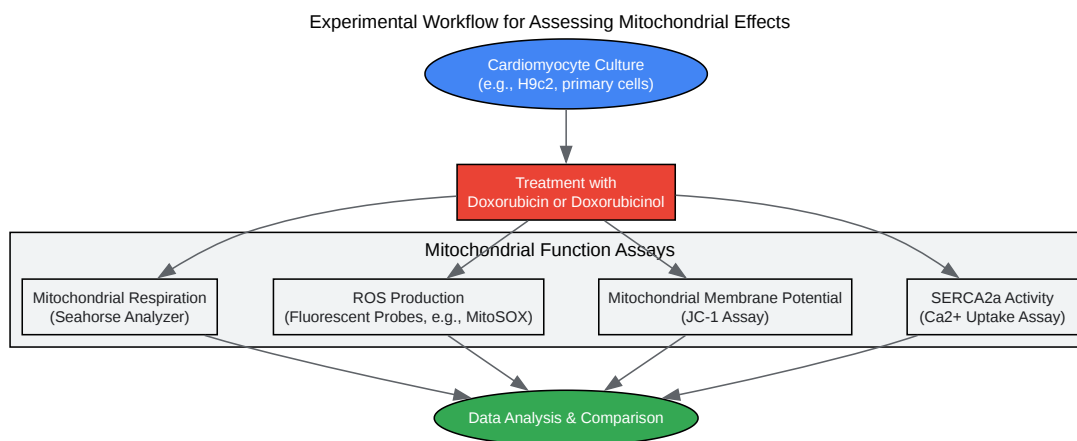 Experimental Workflow for Assessing Mitochondrial Effects
Cardiomyocyte Culture
(e.g., H9c2, primary cells)
Treatment with
Doxorubicin or Doxorubicinol
Mitochondrial Function Assays
Mitochondrial Respiration
(Seahorse Analyzer)
ROS Production
(Fluorescent Probes, e.g., MitoSOX)
Mitochondrial Membrane Potential
(JC-1 Assay)
SERCA2a Activity
(Ca2+ Uptake Assay)
Data Analysis & Comparison